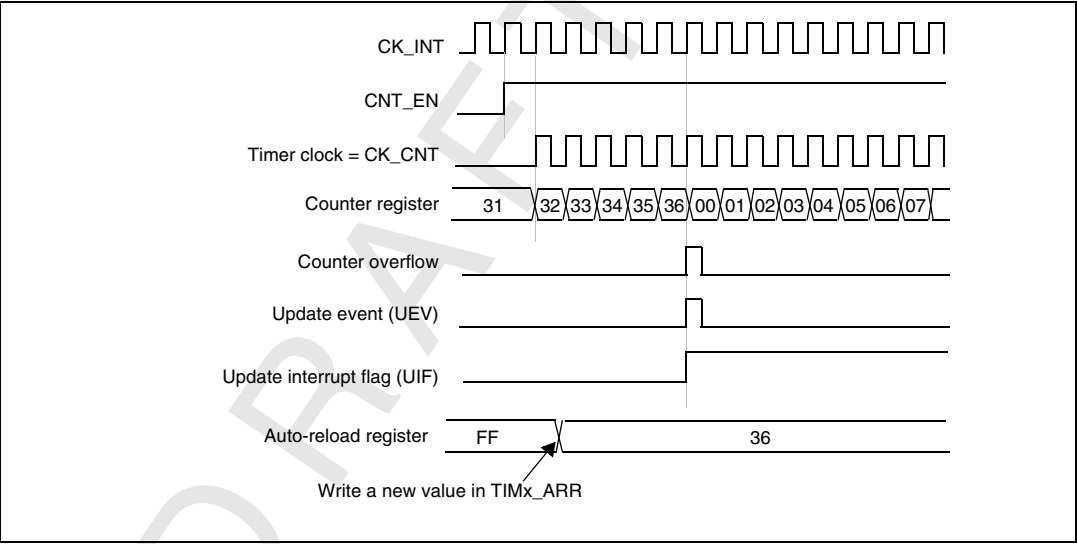 CK_INT
CNT_EN
Timer clock = CK_CNT
Counter register 31 32 33 34 35 36 00 01 02 03 04 05 06 07
Counter overflow
Update event (UEV)
Update interrupt flag (UIF)
Auto-reload register FF 36
Write a new value in TIMx_ARR
DRAFT